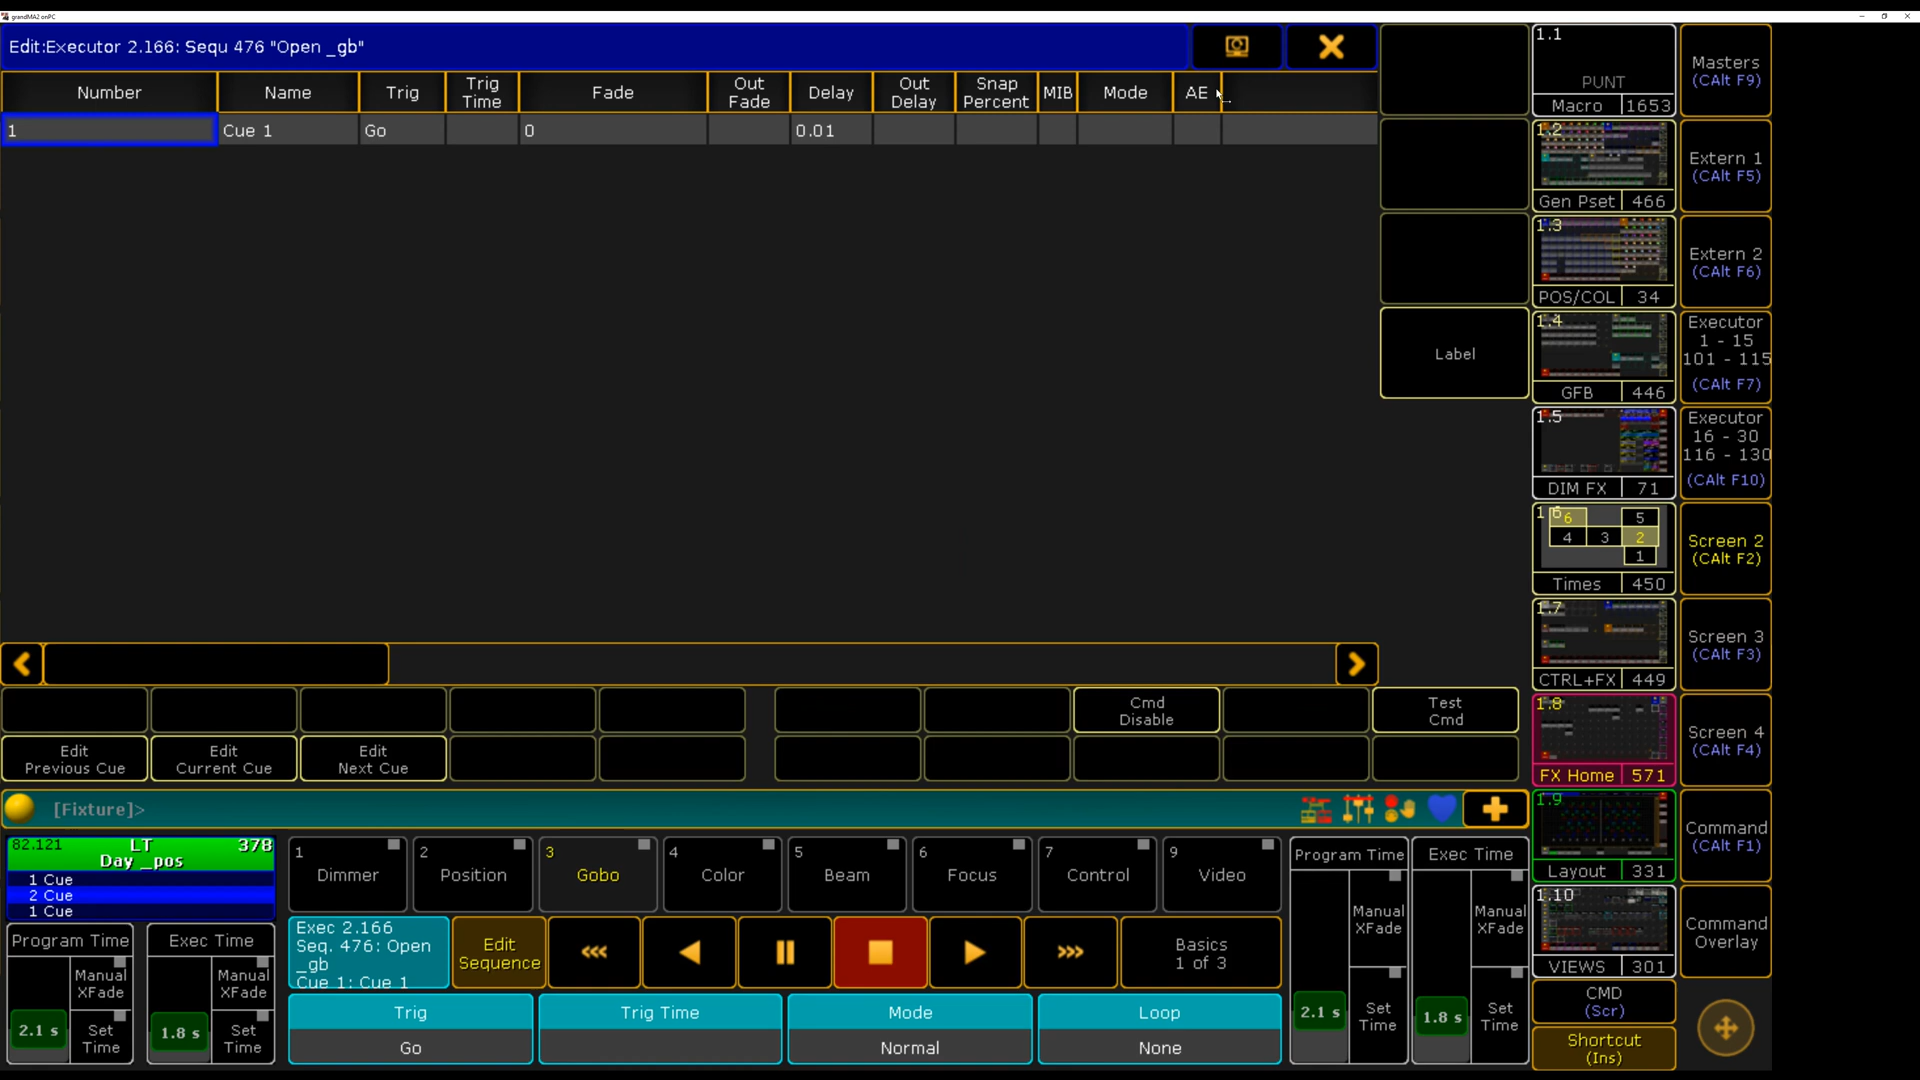 grandMA2 onPC
Edit:Executor 2.166: Sequ 476 "Open _gb"
Number
Name
Trig
Trig
Time
Fade
Out
Fade
Delay
Out
Delay
Snap
Percent
MIB
Mode
AE
1
Cue 1
Go
0
0.01
Label
Cmd
Disable
Test
Cmd
Edit
Previous Cue
Edit
Current Cue
Edit
Next Cue
[Fixture]>
82.121 LT 378
Day _pos
1 Cue
2 Cue
1 Cue
Program Time
Exec Time
Manual
XFade
Manual
XFade
2.1 s
Set
Time
1.8 s
Set
Time
1
Dimmer
2
Position
3
Gobo
4
Color
5
Beam
6
Focus
7
Control
9
Video
Exec 2.166
Seq. 476: Open
_gb
Cue 1: Cue 1
Edit
Sequence
Basics
1 of 3
Trig
Go
Trig Time
Mode
Normal
Loop
None
Program Time
Exec Time
Manual
XFade
Manual
XFade
2.1 s
Set
Time
1.8 s
Set
Time
1.1
PUNT
Macro 1653
1.2
Gen Pset 466
1.3
POS/COL 34
1.4
GFB 446
1.5
DIM FX 71
1.6
6 5
4 3 2
1
Times 450
1.7
CTRL+FX 449
1.8
FX Home 571
1.9
Layout 331
1.10
VIEWS 301
CMD
(Scr)
Shortcut
(Ins)
Masters
(CAlt F9)
Extern 1
(CAlt F5)
Extern 2
(CAlt F6)
Executor
1 - 15
101 - 115
(CAlt F7)
Executor
16 - 30
116 - 130
(CAlt F10)
Screen 2
(CAlt F2)
Screen 3
(CAlt F3)
Screen 4
(CAlt F4)
Command
(CAlt F1)
Command
Overlay